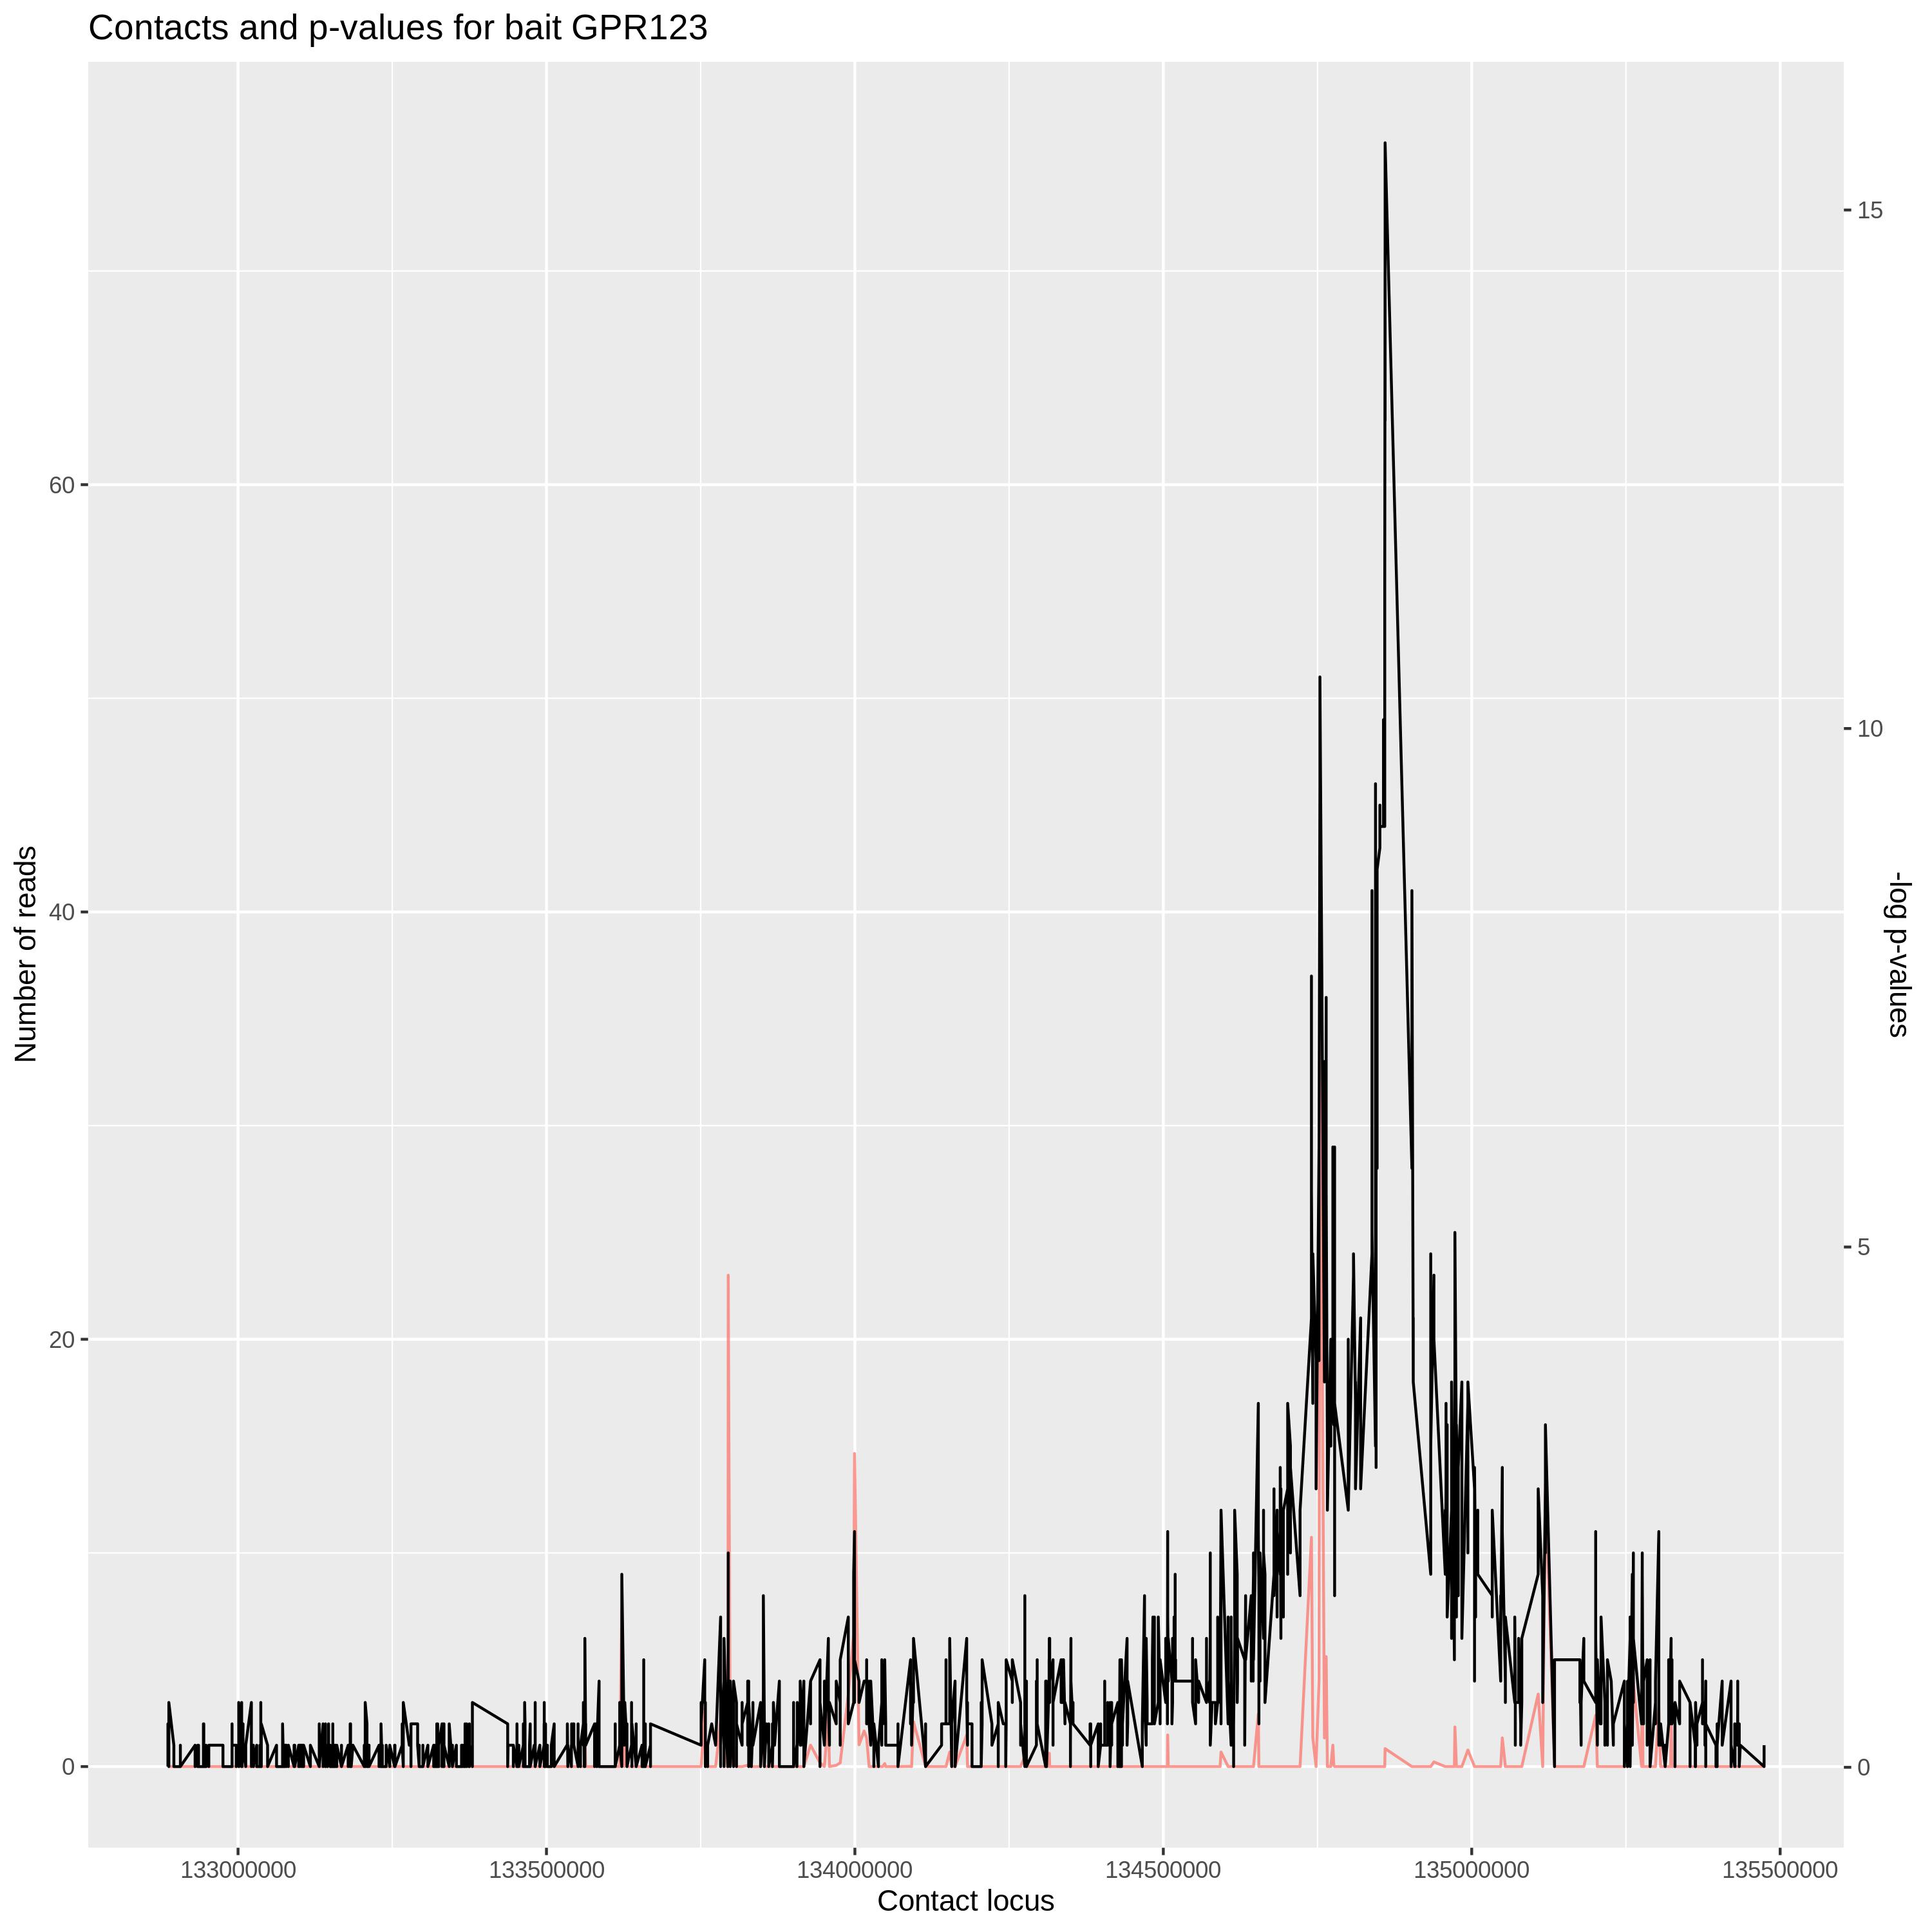 Contacts and p-values for bait GPR123
Number of reads
60
40
20
0
15
10
5
0
-log p-values
133000000 133500000 134000000 134500000 135000000 135500000
Contact locus